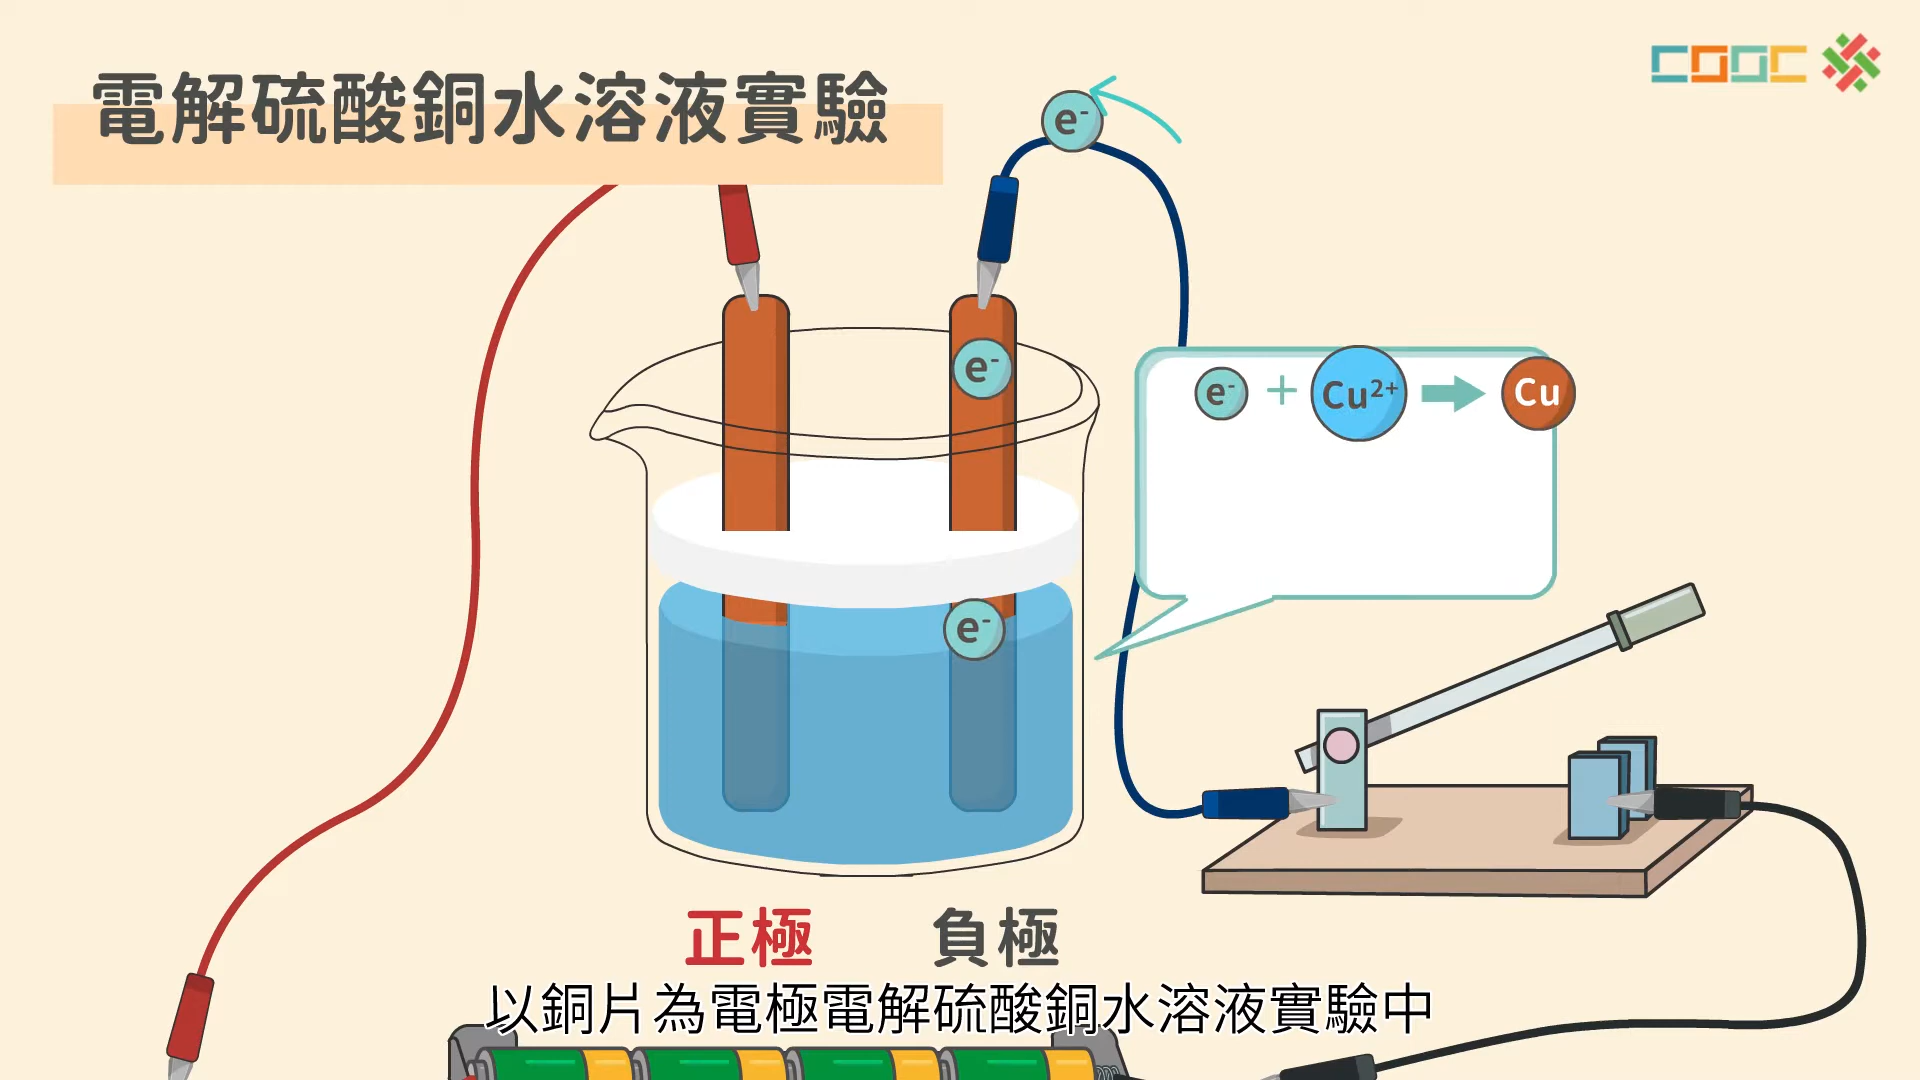 電解硫酸銅水溶液實驗
COOC
e⁻
e⁻
e⁻ + Cu²⁺ → Cu
e⁻
正極 負極
以銅片為電極電解硫酸銅水溶液實驗中